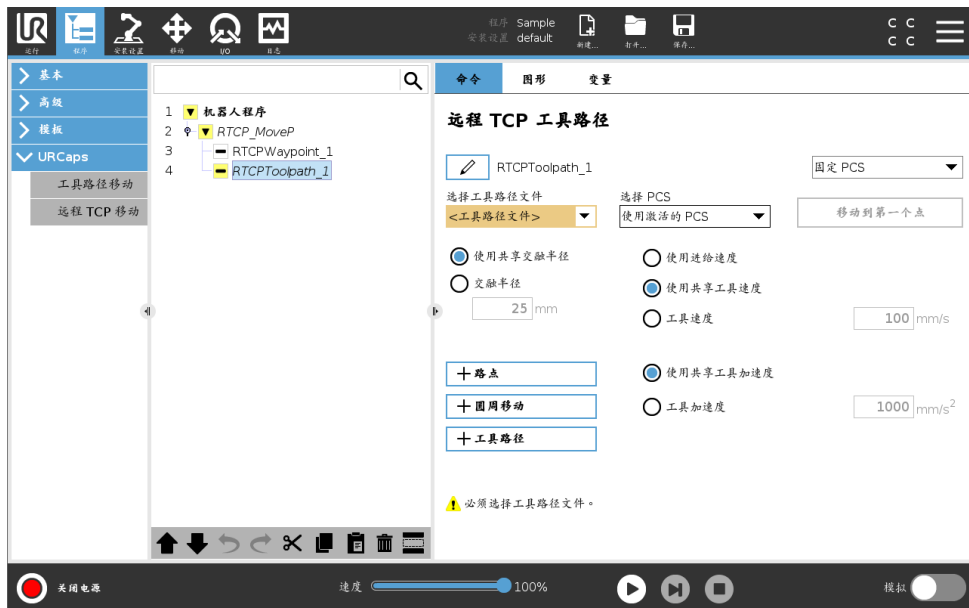 UR
运行
程序
安装设置
移动
I/O
日志
程序 Sample
安装设置 default
新建...
打开...
保存...
C C
C C
基本
高级
模板
URCaps
工具路径移动
远程 TCP 移动
1 机器人程序
2 RTCP_MoveP
3 RTCPWaypoint_1
4 RTCPToolpath_1
命令 图形 变量
远程 TCP 工具路径
RTCPToolpath_1
固定 PCS
选择工具路径文件
<工具路径文件>
选择 PCS
使用激活的 PCS
移动到第一个点
使用共享交融半径
交融半径
25 mm
使用进给速度
使用共享工具速度
工具速度
100 mm/s
路点
圆周移动
工具路径
使用共享工具加速度
工具加速度
1000 mm/s²
必须选择工具路径文件。
关闭电源
速度
100%
模拟